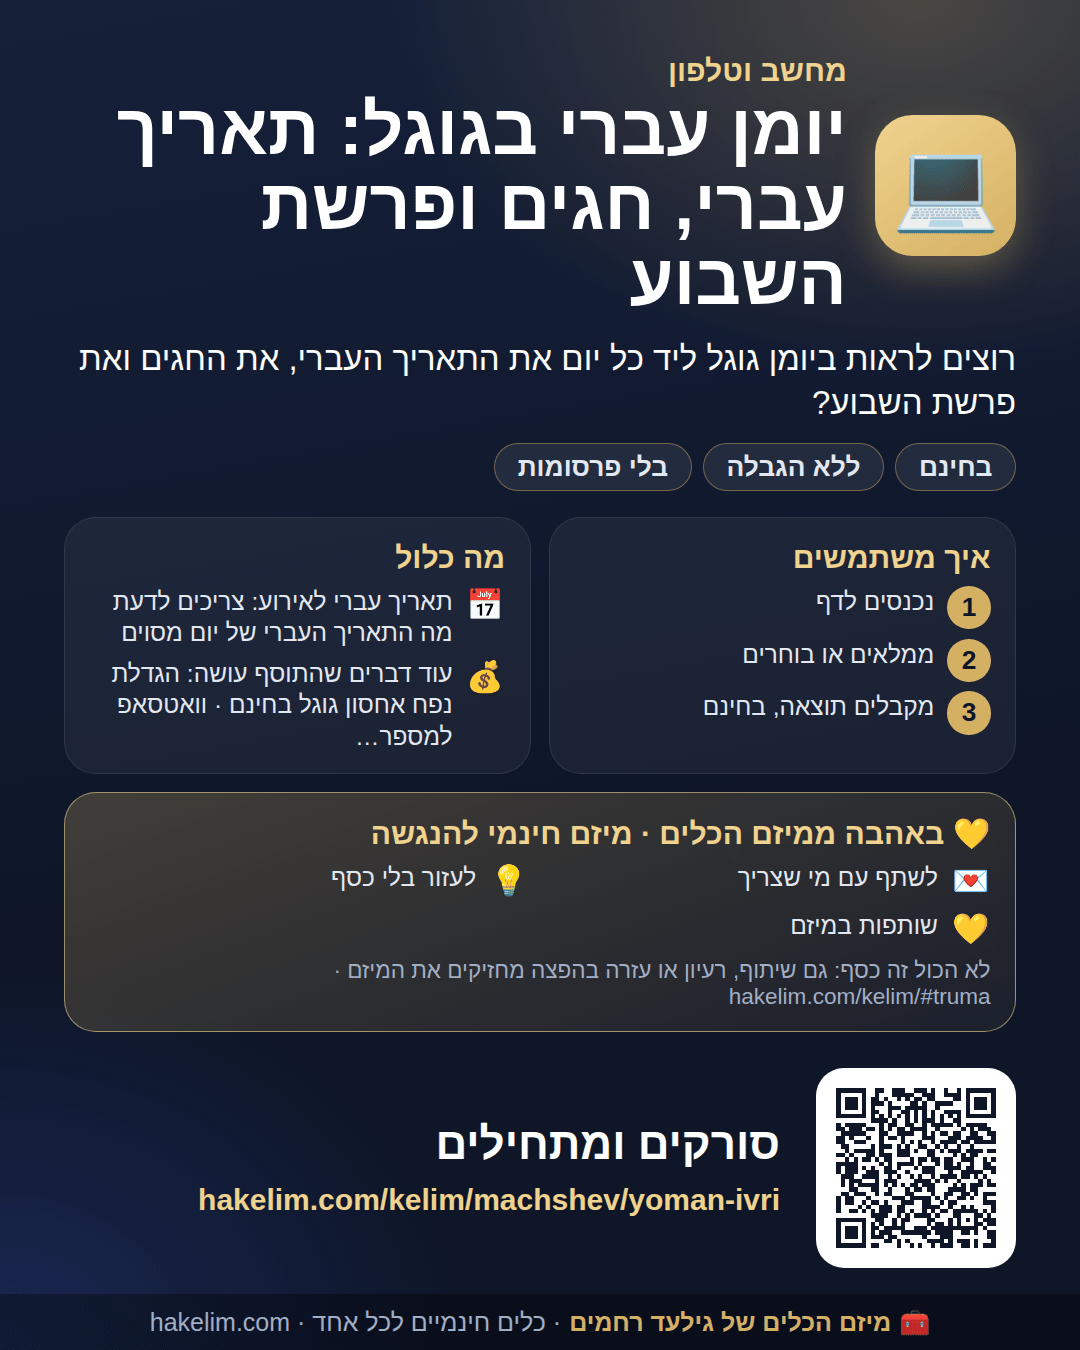 מחשב וטלפון
יומן עברי בגוגל: תאריך
עברי, חגים ופרשת
השבוע
רוצים לראות ביומן גוגל ליד כל יום את התאריך העברי, את החגים ואת
פרשת השבוע?
בחינם
ללא הגבלה
בלי פרסומות
איך משתמשים
1 נכנסים לדף
2 ממלאים או בוחרים
3 מקבלים תוצאה, בחינם
מה כלול
תאריך עברי לאירוע: צריכים לדעת
מה התאריך העברי של יום מסוים
עוד דברים שהתוסף עושה: הגדלת
נפח אחסון גוגל בחינם · וואטסאפ
למספר…
💛 באהבה ממיזם הכלים · מיזם חינמי להנגשה
💌 לשתף עם מי שצריך
💡 לעזור בלי כסף
💛 שותפות במיזם
לא הכול זה כסף: גם שיתוף, רעיון או עזרה בהפצה מחזיקים את המיזם ·
hakelim.com/kelim/#truma
סורקים ומתחילים
hakelim.com/kelim/machshev/yoman-ivri
🧰 מיזם הכלים של גילעד רחמים · כלים חינמיים לכל אחד · hakelim.com